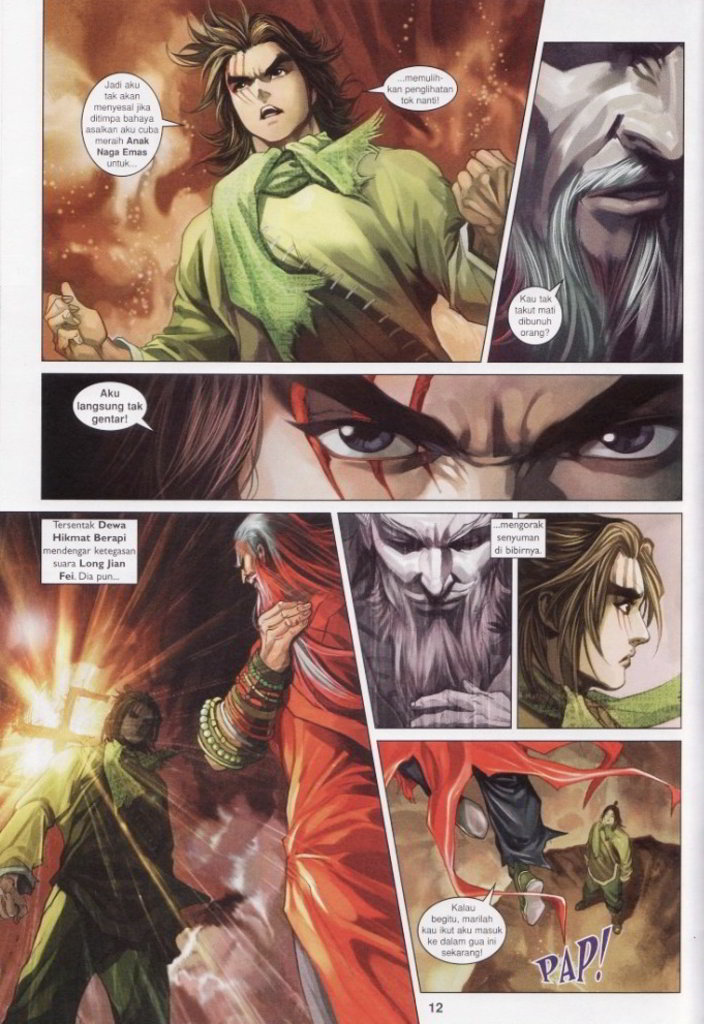 Jadi aku
tak akan
menyesal jika
ditimpa bahaya
asalkan aku cuba
meraih Anak
Naga Emas
untuk...
...memulih-
kan penglihatan
tok nanti!
Kau tak
takut mati
dibunuh
orang?
Aku
langsung tak
gentar!
Tersentak Dewa
Hikmat Berapi
mendengar ketegasan
suara Long Jian
Fei. Dia pun...
...mengorak
senyuman
di bibirnya.
Kalau
begitu, marilah
kau ikut aku masuk
ke dalam gua ini
sekarang!
PAP!
12